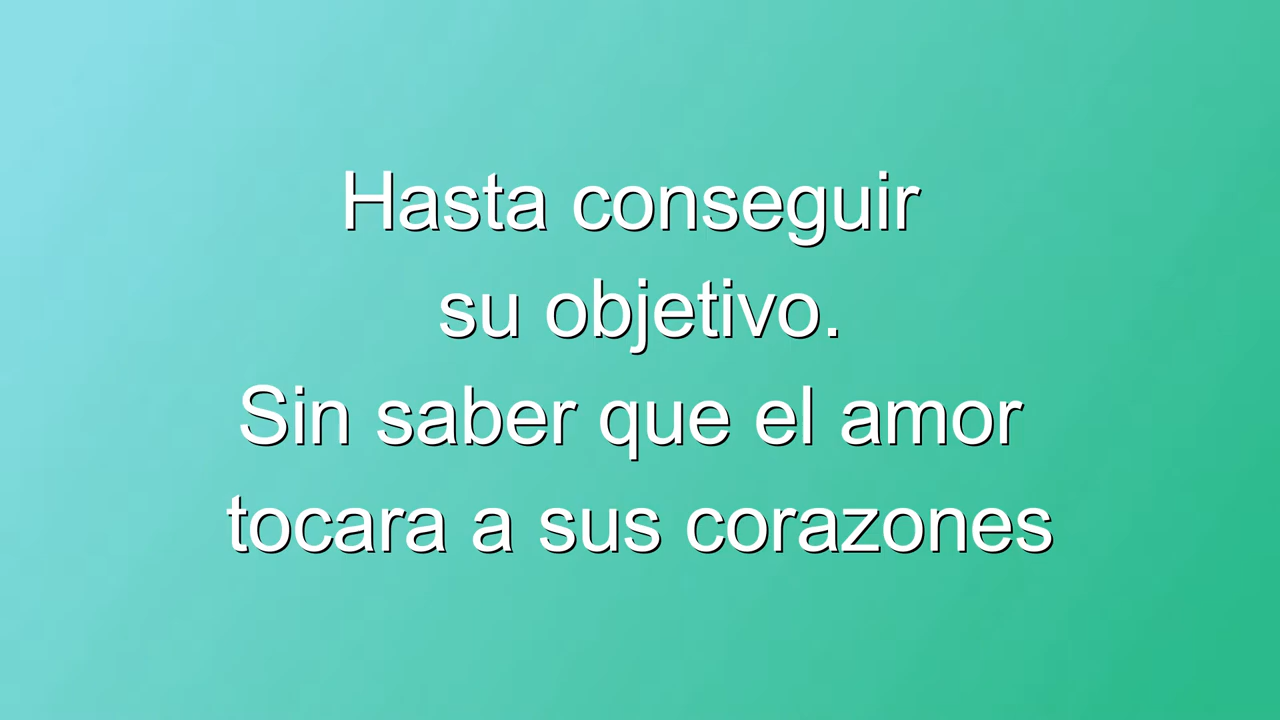 Hasta conseguir
su objetivo.
Sin saber que el amor
tocara a sus corazones